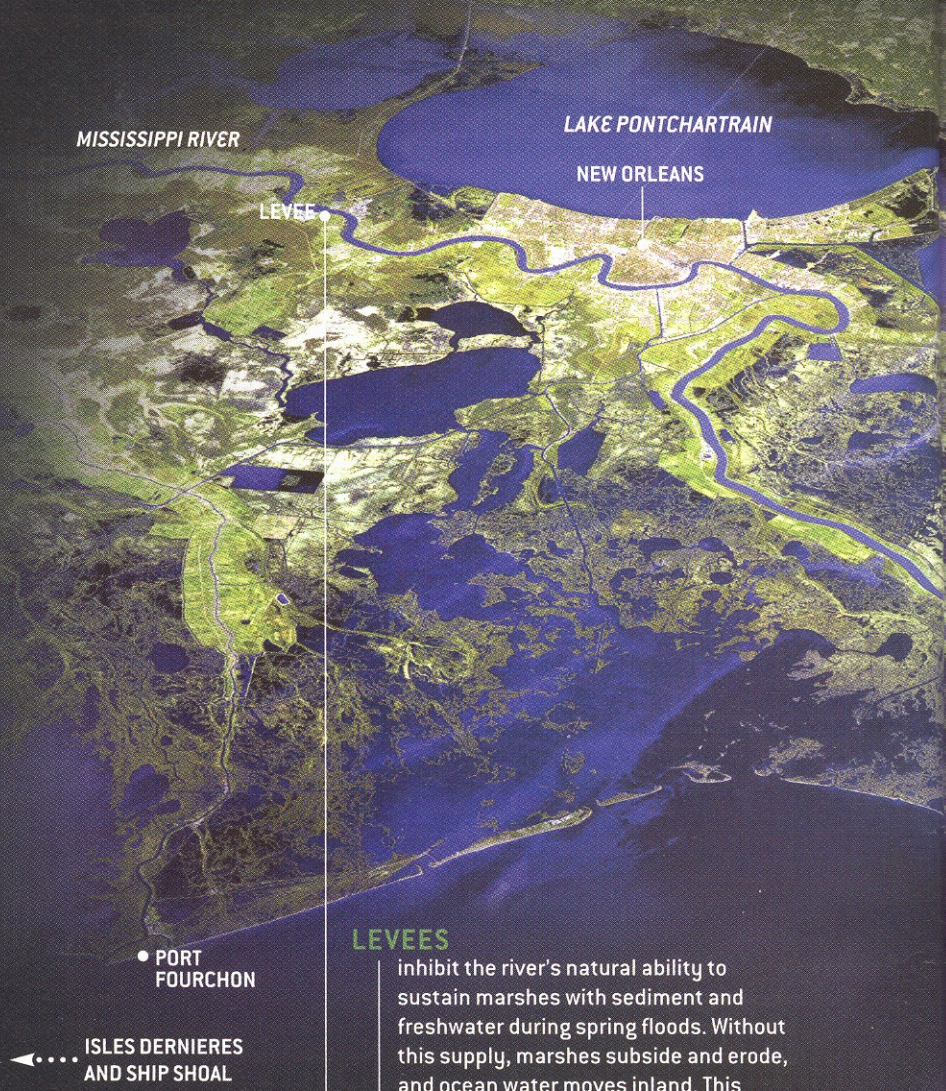 MISSISSIPPI RIVER
LAKE PONTCHARTRAIN
NEW ORLEANS
LEVEE
PORT
FOURCHON
ISLES DERNIERES
AND SHIP SHOAL
LEVEES
inhibit the river's natural ability to
sustain marshes with sediment and
freshwater during spring floods. Without
this supply, marshes subside and erode,
and ocean water moves inland. This